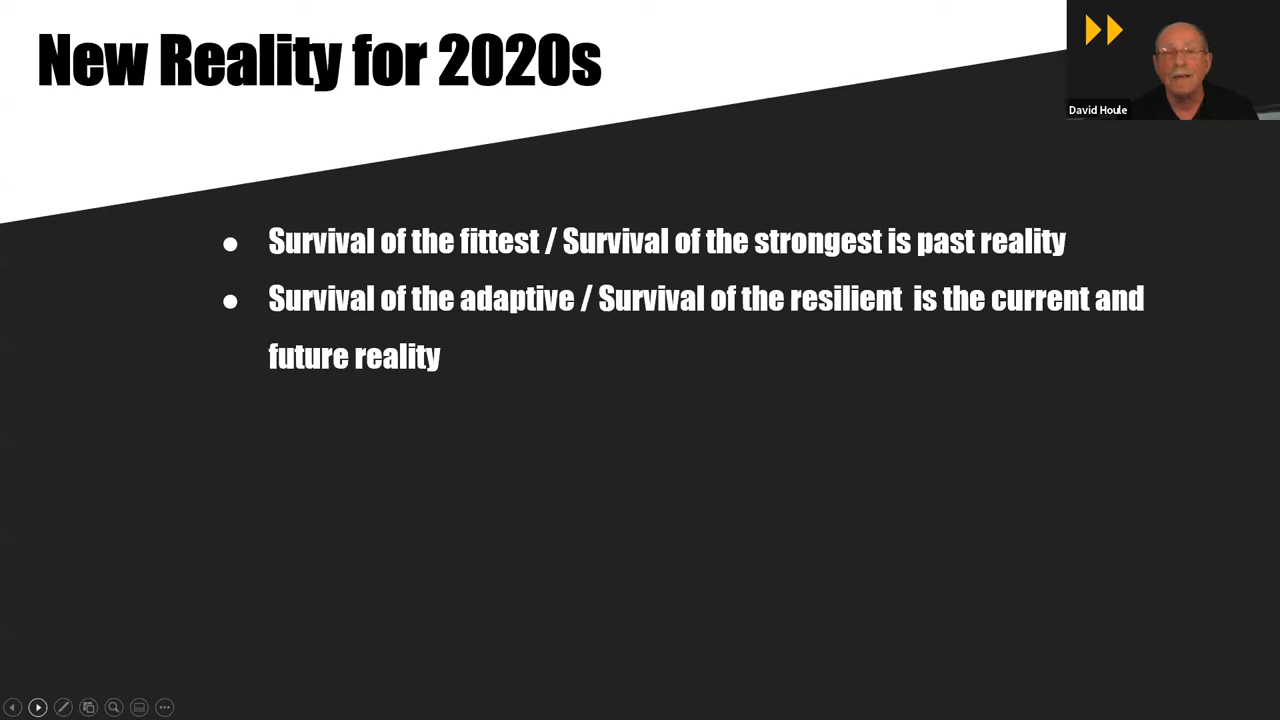 New Reality for 2020s
David Houle
● Survival of the fittest / Survival of the strongest is past reality
● Survival of the adaptive / Survival of the resilient  is the current and
future reality